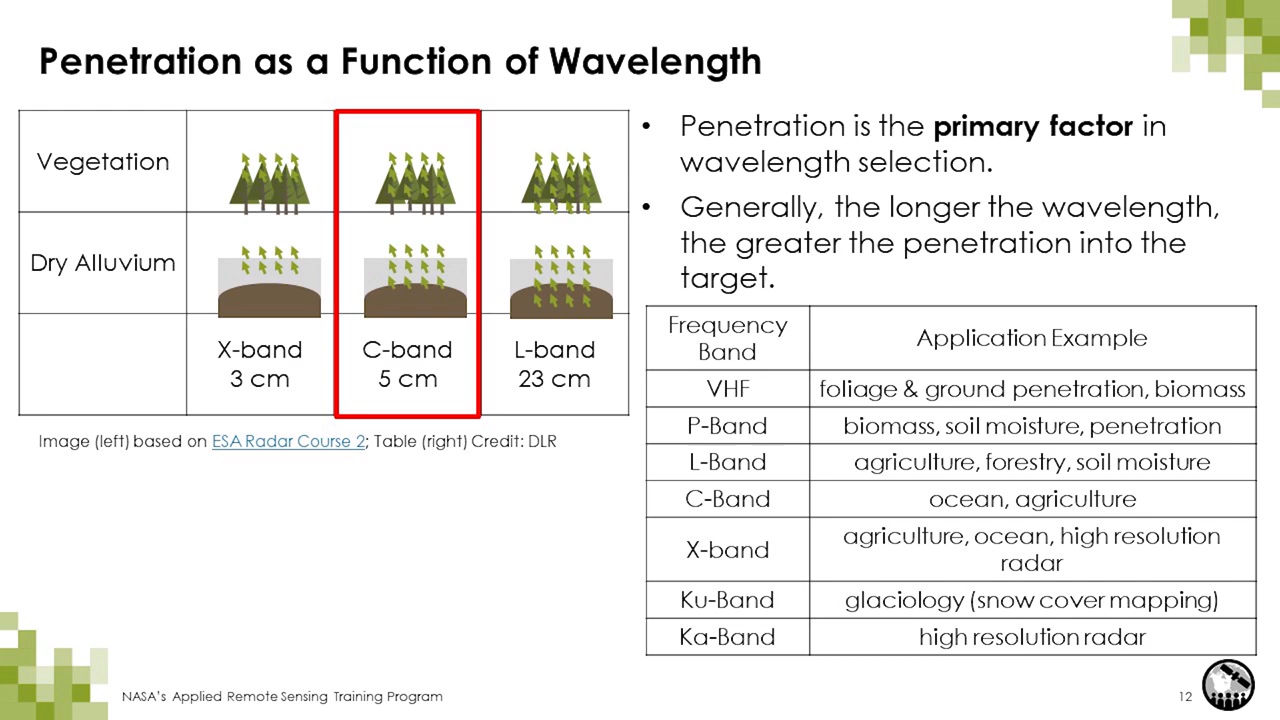 Penetration as a Function of Wavelength
Vegetation
Dry Alluvium
X-band
3 cm
C-band
5 cm
L-band
23 cm
Image (left) based on ESA Radar Course 2; Table (right) Credit: DLR
• Penetration is the primary factor in
wavelength selection.
• Generally, the longer the wavelength,
the greater the penetration into the
target.
Frequency
Band
Application Example
VHF
foliage & ground penetration, biomass
P-Band
biomass, soil moisture, penetration
L-Band
agriculture, forestry, soil moisture
C-Band
ocean, agriculture
X-band
agriculture, ocean, high resolution
radar
Ku-Band
glaciology (snow cover mapping)
Ka-Band
high resolution radar
NASA's Applied Remote Sensing Training Program
12